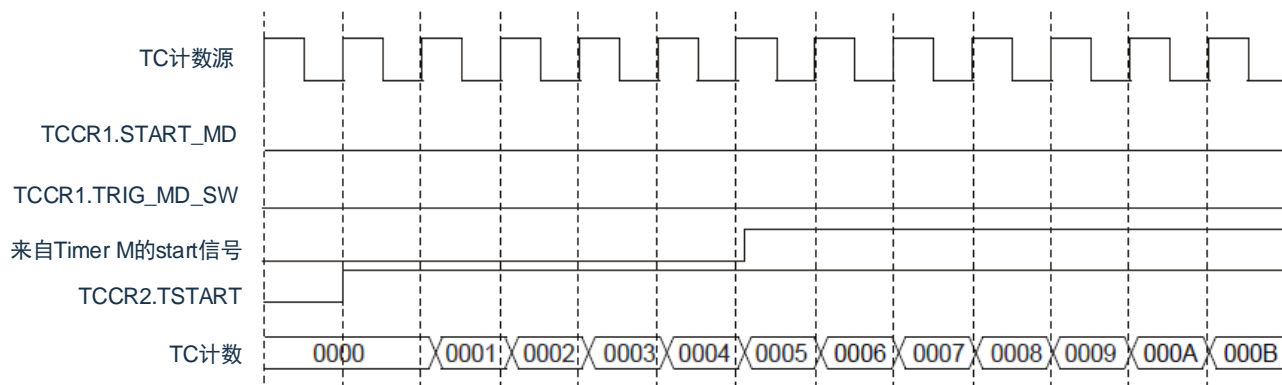 TC计数源
TCCR1.START_MD
TCCR1.TRIG_MD_SW
来自Timer M的start信号
TCCR2.TSTART
TC计数 0000 0001 0002 0003 0004 0005 0006 0007 0008 0009 000A 000B